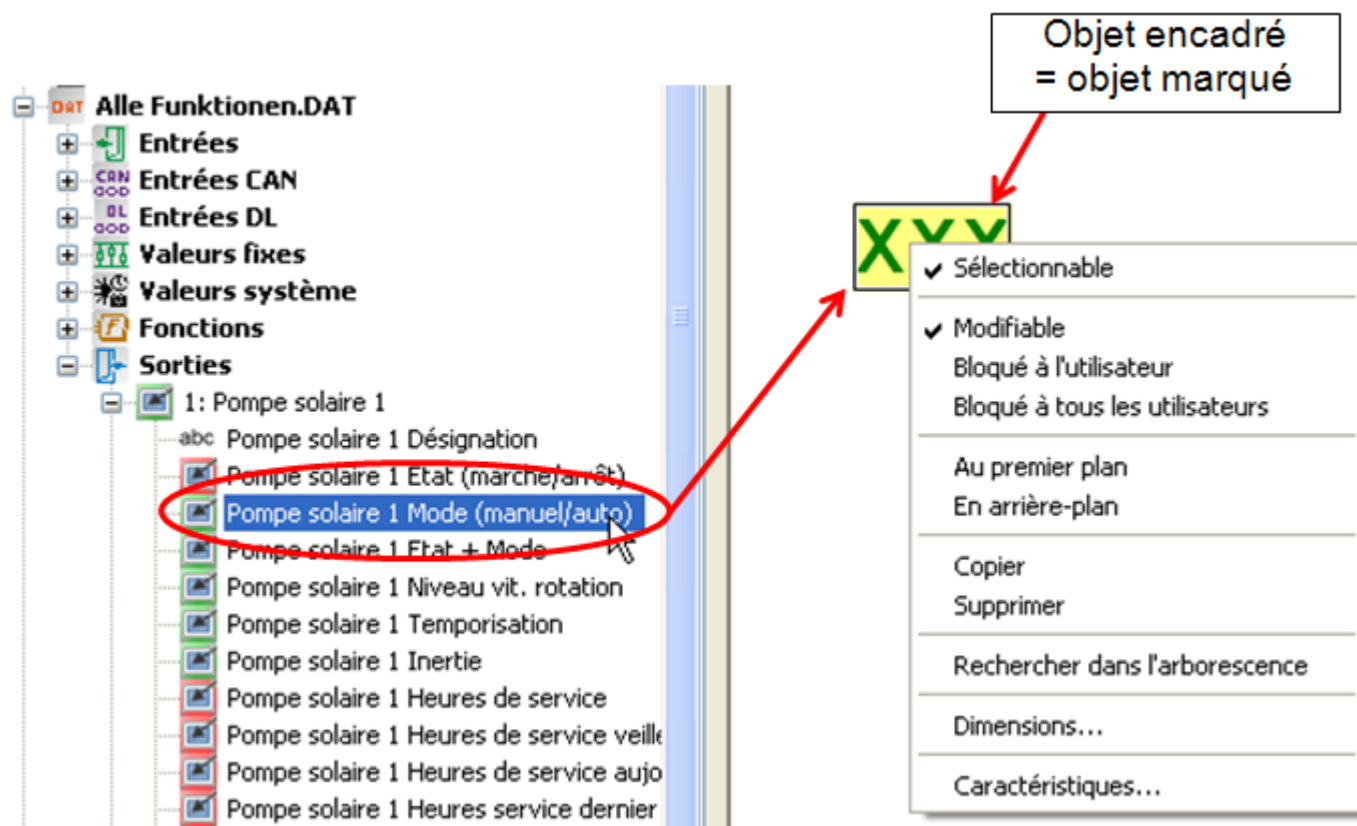 Objet encadré
= objet marqué
DAT Alle Funktionen.DAT
Entrées
CAN Entrées CAN
DL Entrées DL
Valeurs fixes
Valeurs système
Fonctions
Sorties
1: Pompe solaire 1
abc Pompe solaire 1 Désignation
Pompe solaire 1 Etat (marche/arrêt)
Pompe solaire 1 Mode (manuel/auto)
Pompe solaire 1 Etat + Mode
Pompe solaire 1 Niveau vit. rotation
Pompe solaire 1 Temporisation
Pompe solaire 1 Inertie
Pompe solaire 1 Heures de service
Pompe solaire 1 Heures de service veille
Pompe solaire 1 Heures de service aujo
Pompe solaire 1 Heures service dernier
XYY
Sélectionnable
Modifiable
Bloqué à l'utilisateur
Bloqué à tous les utilisateurs
Au premier plan
En arrière-plan
Copier
Supprimer
Rechercher dans l'arborescence
Dimensions...
Caractéristiques...